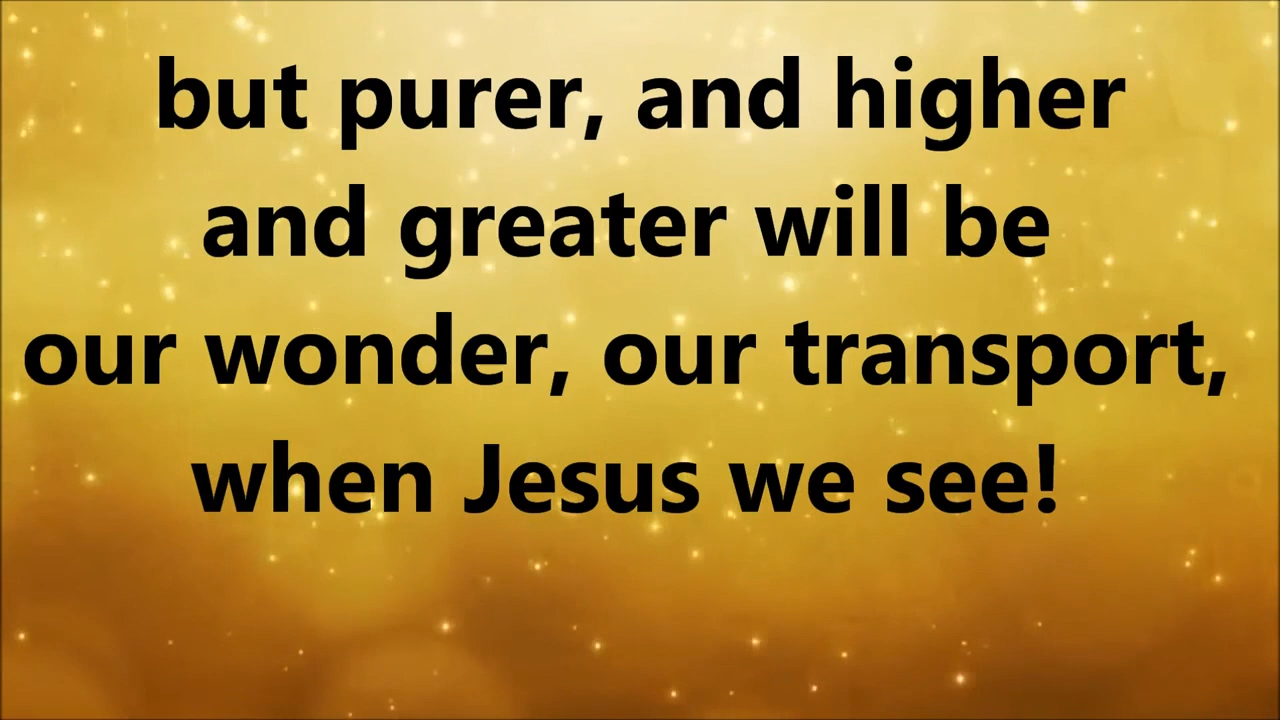 but purer, and higher
and greater will be
our wonder, our transport,
when Jesus we see!